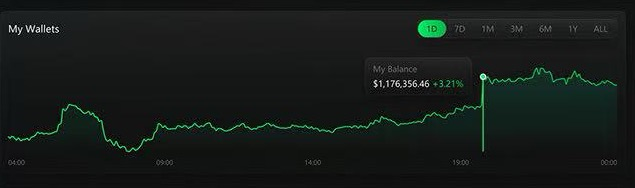 My Wallets
1D 7D 1M 3M 6M 1Y ALL
My Balance
$1,176,356.46 +3.21%
04:00 09:00 14:00 19:00 00:00